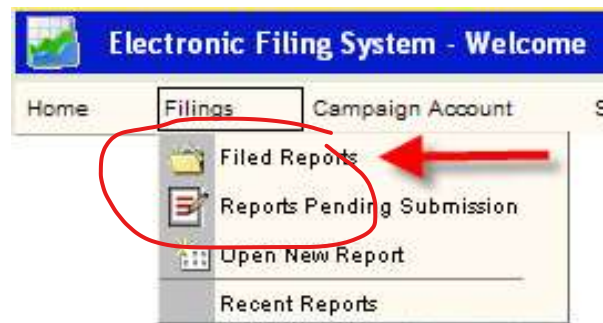 Electronic Filing System - Welcome
Home Filings Campaign Account
Filed Reports
Reports Pending Submission
Open New Report
Recent Reports